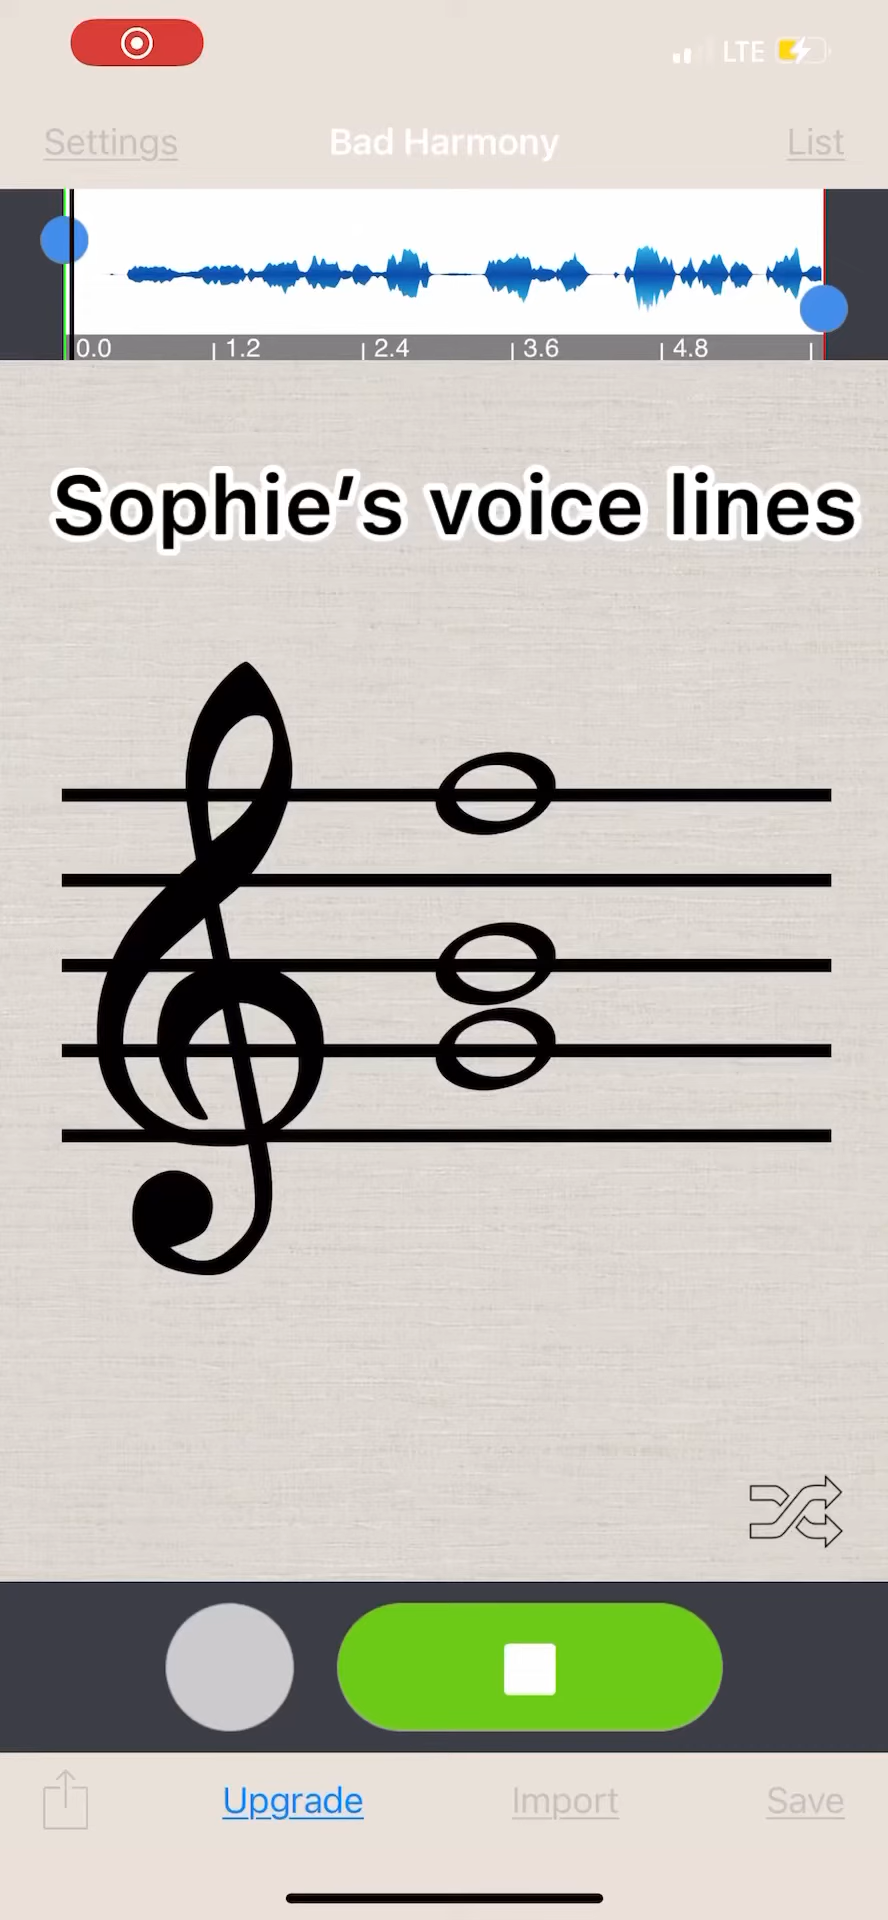 LTE
Settings Bad Harmony List
0.0 1.2 2.4 3.6 4.8
Sophie’s voice lines
Upgrade Import Save